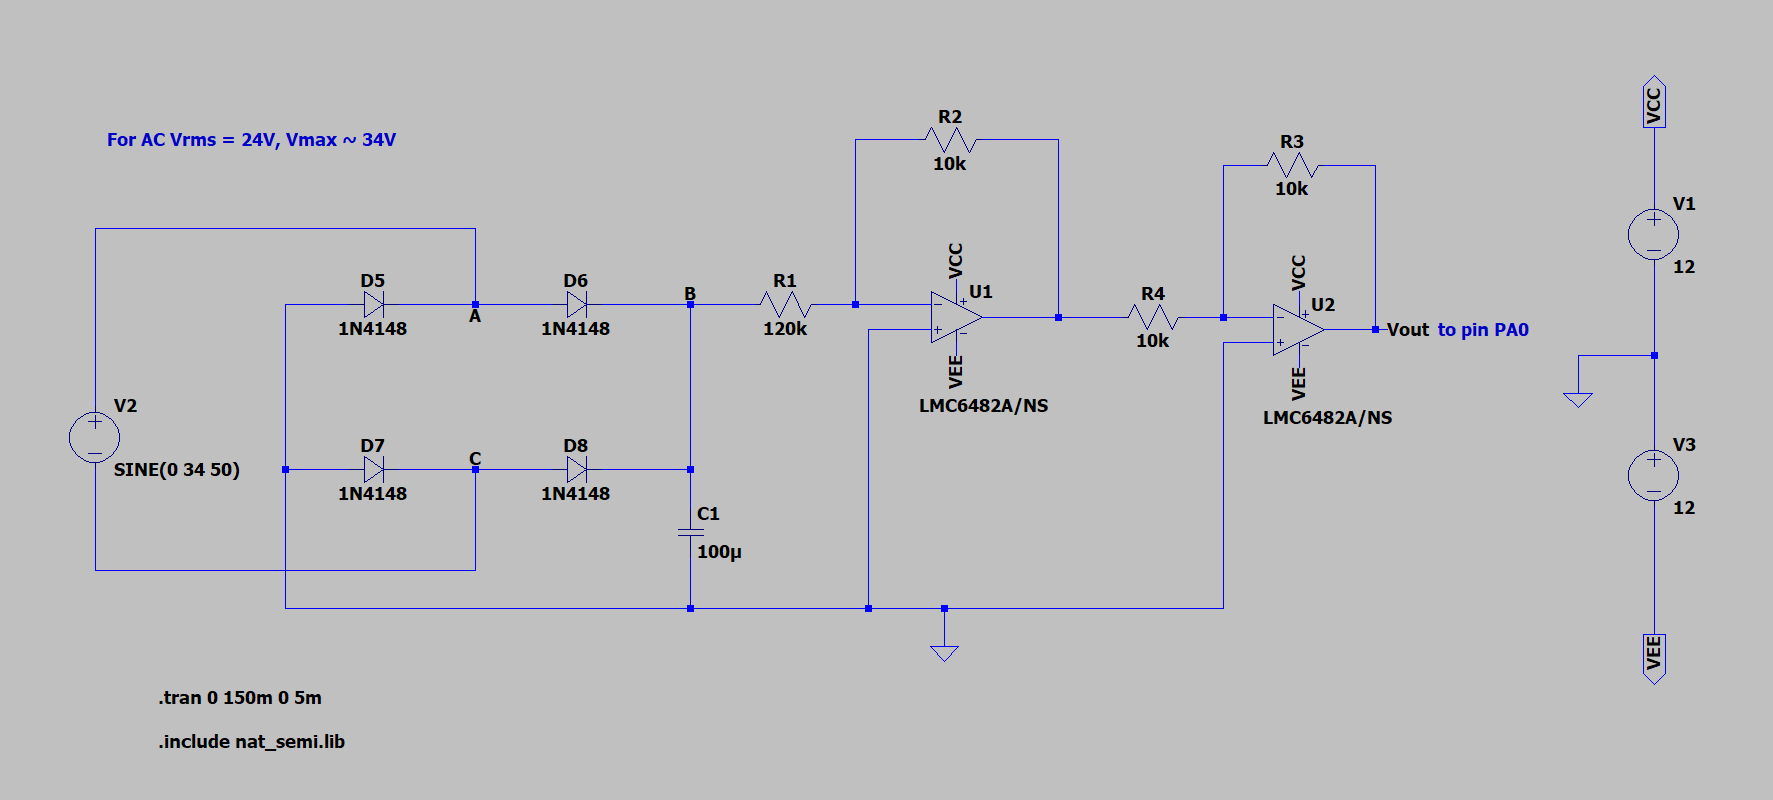 For AC Vrms = 24V, Vmax ~ 34V
R2
10k
R3
10k
VCC
V1
12
D5
1N4148
A
D6
1N4148
B
R1
120k
VCC
U1
VEE
LMC6482A/NS
R4
10k
VCC
U2
VEE
LMC6482A/NS
Vout to pin PA0
V2
SINE(0 34 50)
D7
1N4148
C
D8
1N4148
C1
100µ
V3
12
VEE
.tran 0 150m 0 5m
.include nat_semi.lib